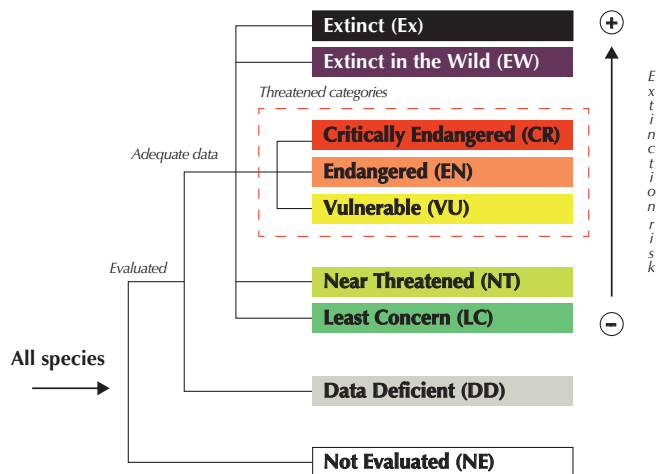 Extinct (Ex)
Extinct in the Wild (EW)
Threatened categories
Critically Endangered (CR)
Adequate data
Endangered (EN)
Vulnerable (VU)
Evaluated
Near Threatened (NT)
Least Concern (LC)
All species
Data Deficient (DD)
Not Evaluated (NE)
+
Extinction risk
−